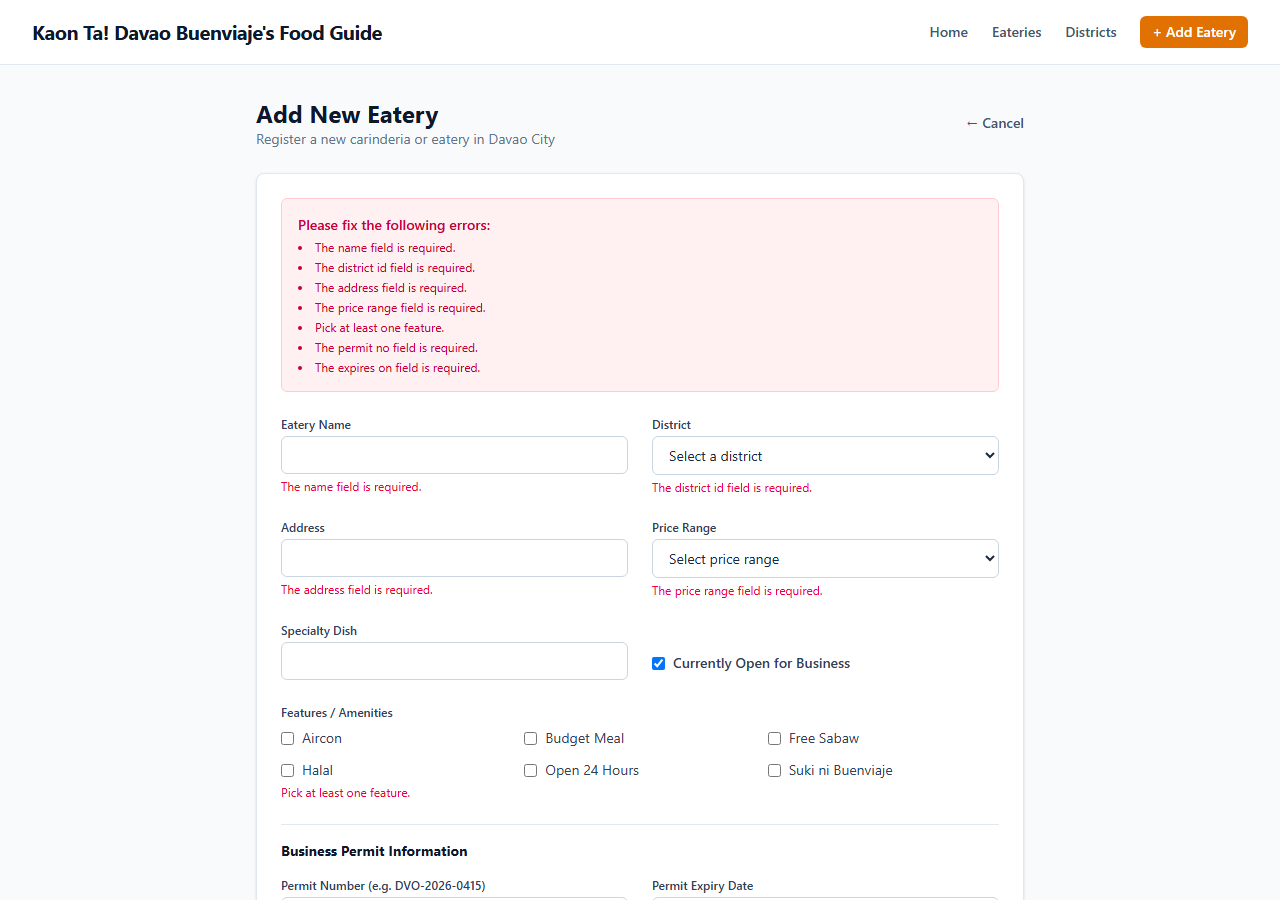 Kaon Ta! Davao Buenviaje's Food Guide
Home
Eateries
Districts
+ Add Eatery
Add New Eatery
Register a new carinderia or eatery in Davao City
← Cancel
Please fix the following errors:
• The name field is required.
• The district id field is required.
• The address field is required.
• The price range field is required.
• Pick at least one feature.
• The permit no field is required.
• The expires on field is required.
Eatery Name
District
Select a district
The name field is required.
The district id field is required.
Address
Price Range
Select price range
The address field is required.
The price range field is required.
Specialty Dish
Currently Open for Business
Features / Amenities
Aircon
Budget Meal
Free Sabaw
Halal
Open 24 Hours
Suki ni Buenviaje
Pick at least one feature.
Business Permit Information
Permit Number (e.g. DVO-2026-0415)
Permit Expiry Date